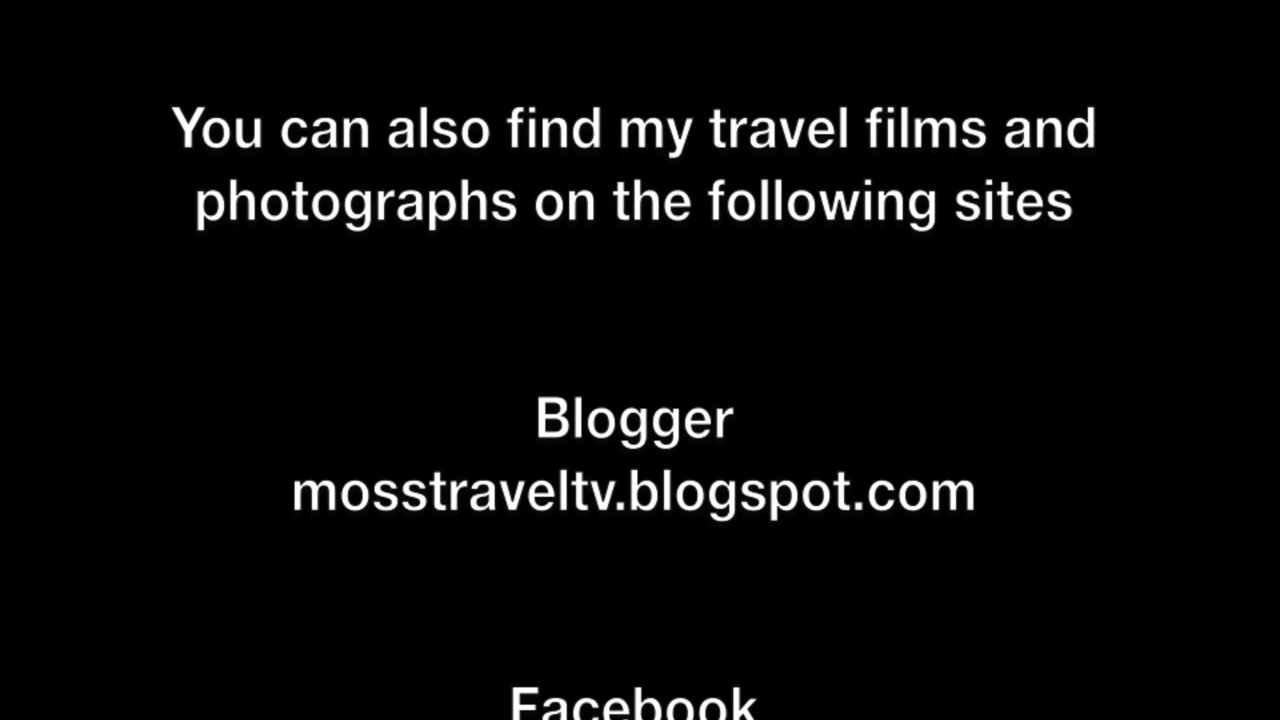 You can also find my travel films and
photographs on the following sites
Blogger
mosstraveltv.blogspot.com
Facebook